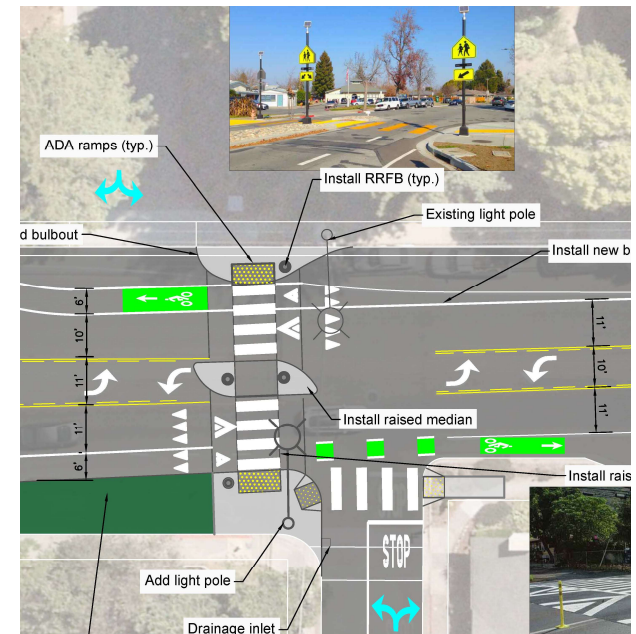 ADA ramps (typ.)
Install RRFB (typ.)
Existing light pole
d bulbout
Install new b
6'
10'
11'
11'
6'
11'
10'
11'
Install raised median
Install rais
STOP
Add light pole
Drainage inlet